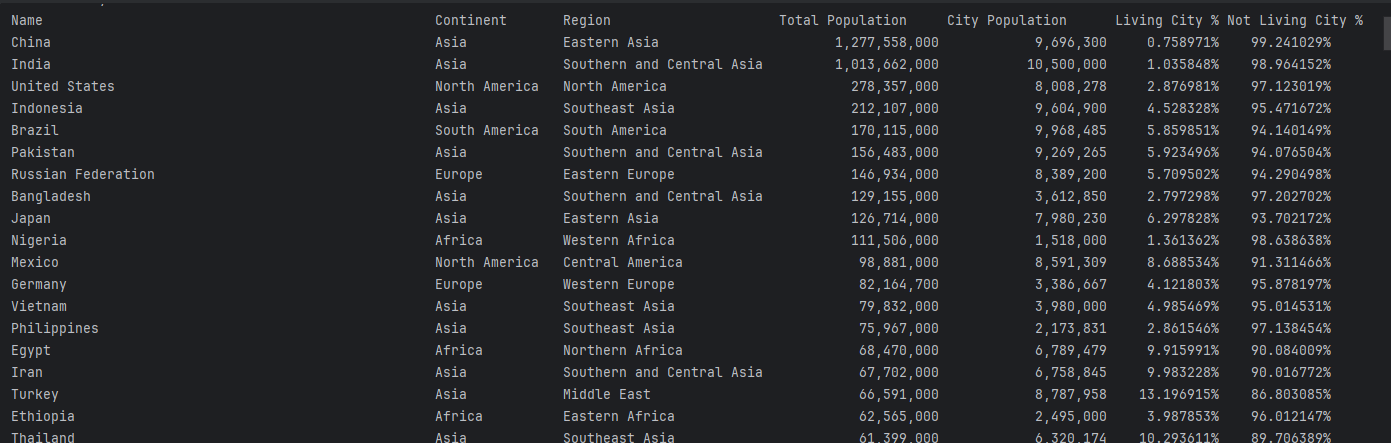 Name Continent Region Total Population City Population Living City % Not Living City %
China Asia Eastern Asia 1,277,558,000 9,696,300 0.758971% 99.241029%
India Asia Southern and Central Asia 1,013,662,000 10,500,000 1.035848% 98.964152%
United States North America North America 278,357,000 8,008,278 2.876981% 97.123019%
Indonesia Asia Southeast Asia 212,107,000 9,604,900 4.528328% 95.471672%
Brazil South America South America 170,115,000 9,968,485 5.859851% 94.140149%
Pakistan Asia Southern and Central Asia 156,483,000 9,269,265 5.923496% 94.076504%
Russian Federation Europe Eastern Europe 146,934,000 8,389,200 5.709502% 94.290498%
Bangladesh Asia Southern and Central Asia 129,155,000 3,612,850 2.797298% 97.202702%
Japan Asia Eastern Asia 126,714,000 7,980,230 6.297828% 93.702172%
Nigeria Africa Western Africa 111,506,000 1,518,000 1.361362% 98.638638%
Mexico North America Central America 98,881,000 8,591,309 8.688534% 91.311466%
Germany Europe Western Europe 82,164,700 3,386,667 4.121803% 95.878197%
Vietnam Asia Southeast Asia 79,832,000 3,980,000 4.985469% 95.014531%
Philippines Asia Southeast Asia 75,967,000 2,173,831 2.861546% 97.138454%
Egypt Africa Northern Africa 68,470,000 6,789,479 9.915991% 90.084009%
Iran Asia Southern and Central Asia 67,702,000 6,758,845 9.983228% 90.016772%
Turkey Asia Middle East 66,591,000 8,787,958 13.196915% 86.803085%
Ethiopia Africa Eastern Africa 62,565,000 2,495,000 3.987853% 96.012147%
Thailand Asia Southeast Asia 61,399,000 6,320,174 10.293611% 89.706389%